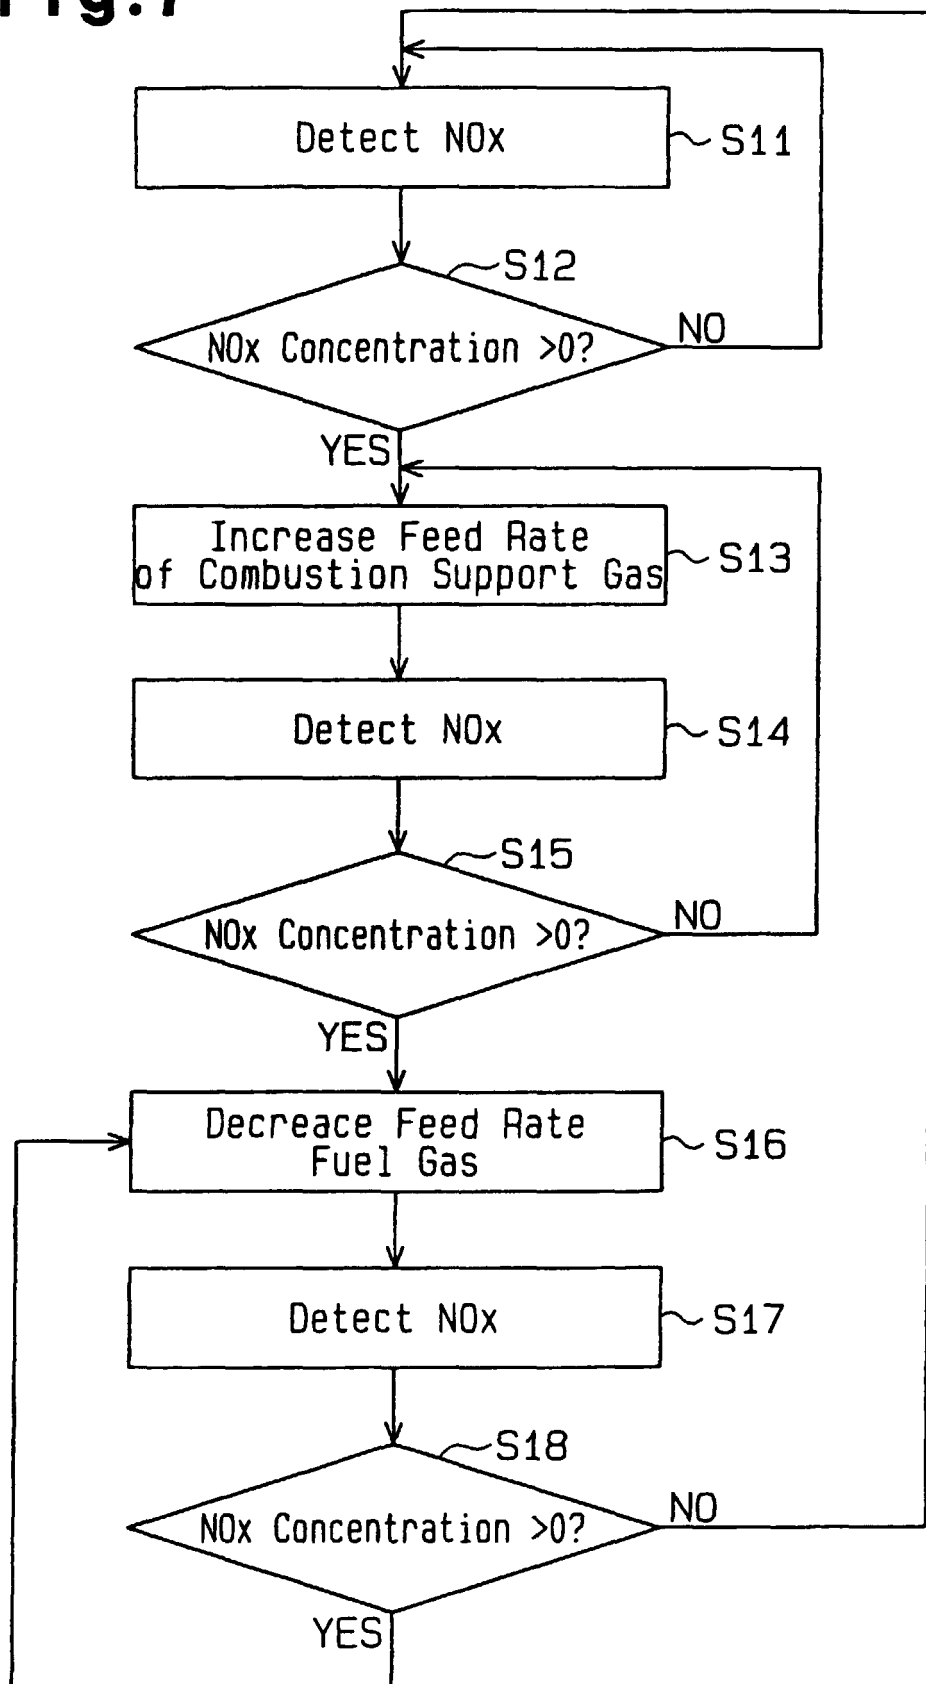 Fig.7
Detect NOx
S11
S12
NOx Concentration >0?
NO
YES
Increase Feed Rate
of Combustion Support Gas
S13
Detect NOx
S14
S15
NOx Concentration >0?
NO
YES
Decreace Feed Rate
Fuel Gas
S16
Detect NOx
S17
S18
NOx Concentration >0?
NO
YES